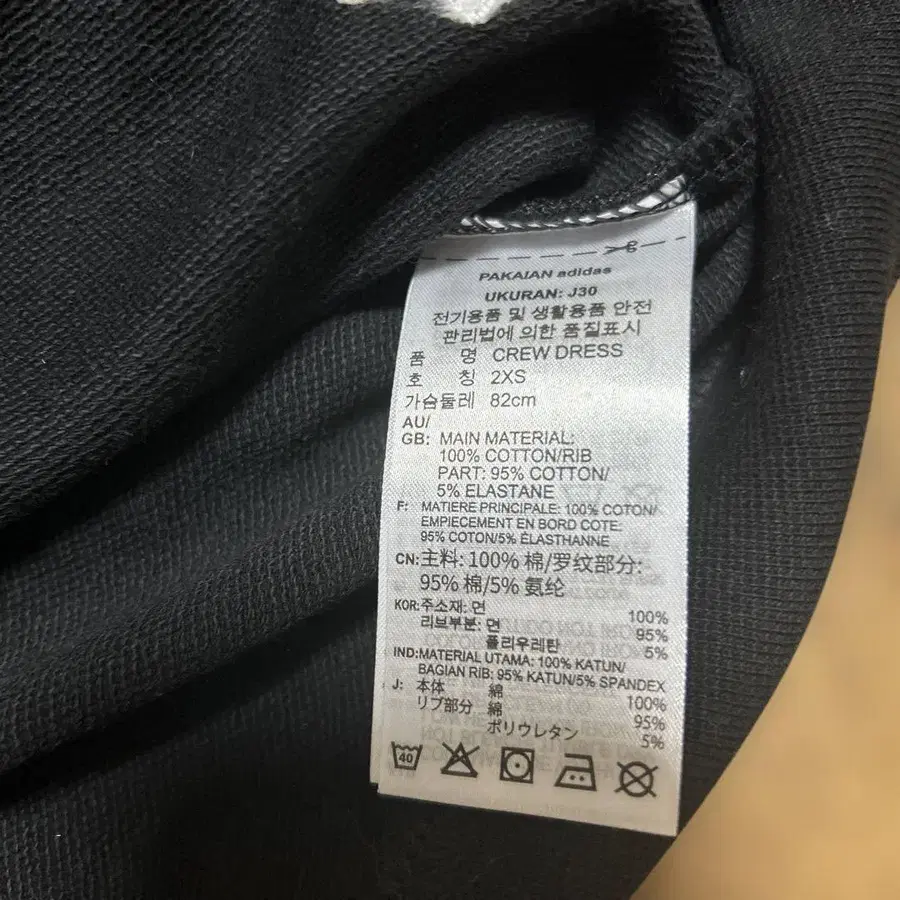 PAKAIAN adidas
UKURAN: J30
전기용품 및 생활용품 안전
관리법에 의한 품질표시
품 명 CREW DRESS
호 칭 2XS
가슴둘레 82cm
AU/
GB: MAIN MATERIAL:
100% COTTON/RIB
PART: 95% COTTON/
5% ELASTANE
F: MATIERE PRINCIPALE: 100% COTON/
EMPIECEMENT EN BORD COTE:
95% COTON/5% ÉLASTHANNE
CN: 主料: 100% 棉/罗纹部分:
95% 棉/5% 氨纶
KOR: 주소재: 면 100%
리브부분: 면 95%
폴리우레탄 5%
IND: MATERIAL UTAMA: 100% KATUN/
BAGIAN RIB: 95% KATUN/5% SPANDEX
J: 本体 綿 100%
リブ部分 綿 95%
ポリウレタン 5%
40